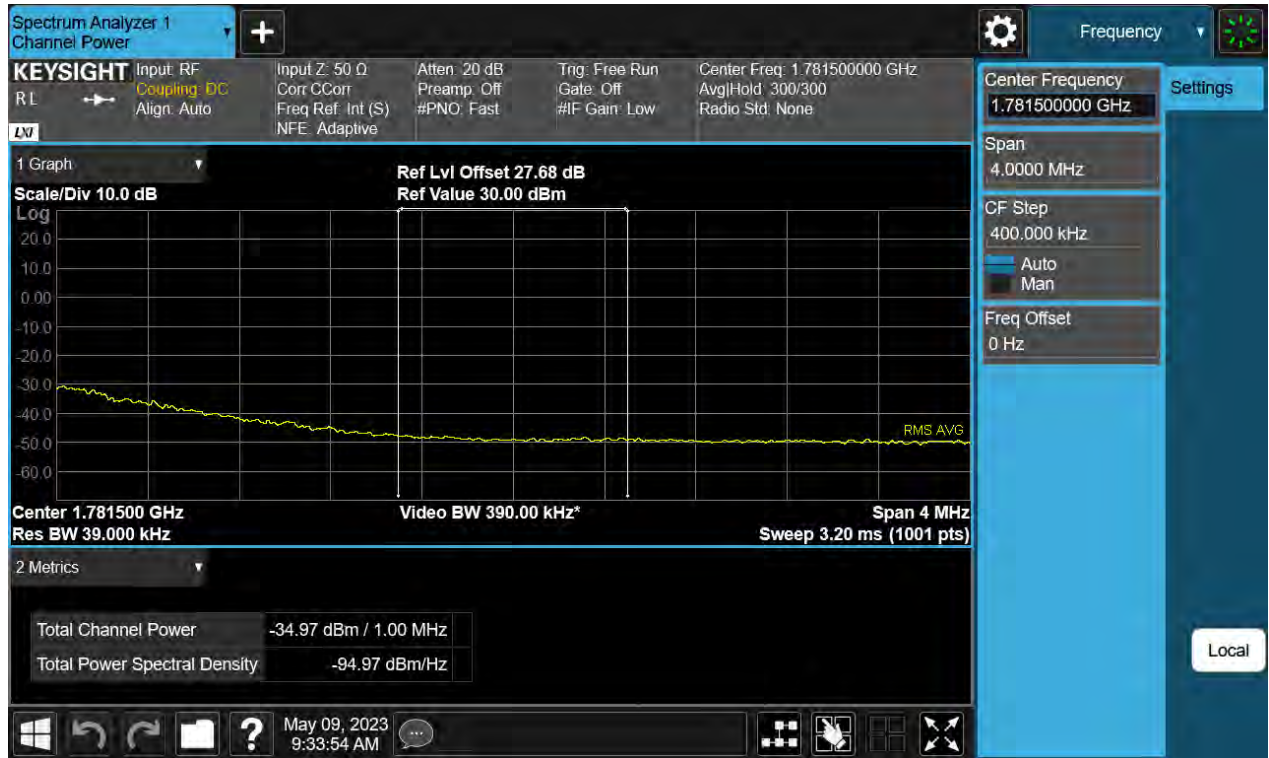 Spectrum Analyzer 1
Channel Power
Frequency
KEYSIGHT
RL
LXI
Input: RF
Coupling: DC
Align: Auto
Input Z: 50 Ω
Corr CCorr
Freq Ref: Int (S)
NFE: Adaptive
Atten: 20 dB
Preamp: Off
#PNO: Fast
Trig: Free Run
Gate: Off
#IF Gain: Low
Center Freq: 1.781500000 GHz
Avg|Hold: 300/300
Radio Std: None
Center Frequency
1.781500000 GHz
Settings
Span
4.0000 MHz
CF Step
400.000 kHz
Auto
Man
Freq Offset
0 Hz
1 Graph
Scale/Div 10.0 dB
Ref Lvl Offset 27.68 dB
Ref Value 30.00 dBm
Log
20.0
10.0
0.00
-10.0
-20.0
-30.0
-40.0
-50.0
-60.0
RMS AVG
Center 1.781500 GHz
Video BW 390.00 kHz*
Span 4 MHz
Res BW 39.000 kHz
Sweep 3.20 ms (1001 pts)
2 Metrics
Total Channel Power -34.97 dBm / 1.00 MHz
Total Power Spectral Density -94.97 dBm/Hz
Local
?
May 09, 2023
9:33:54 AM